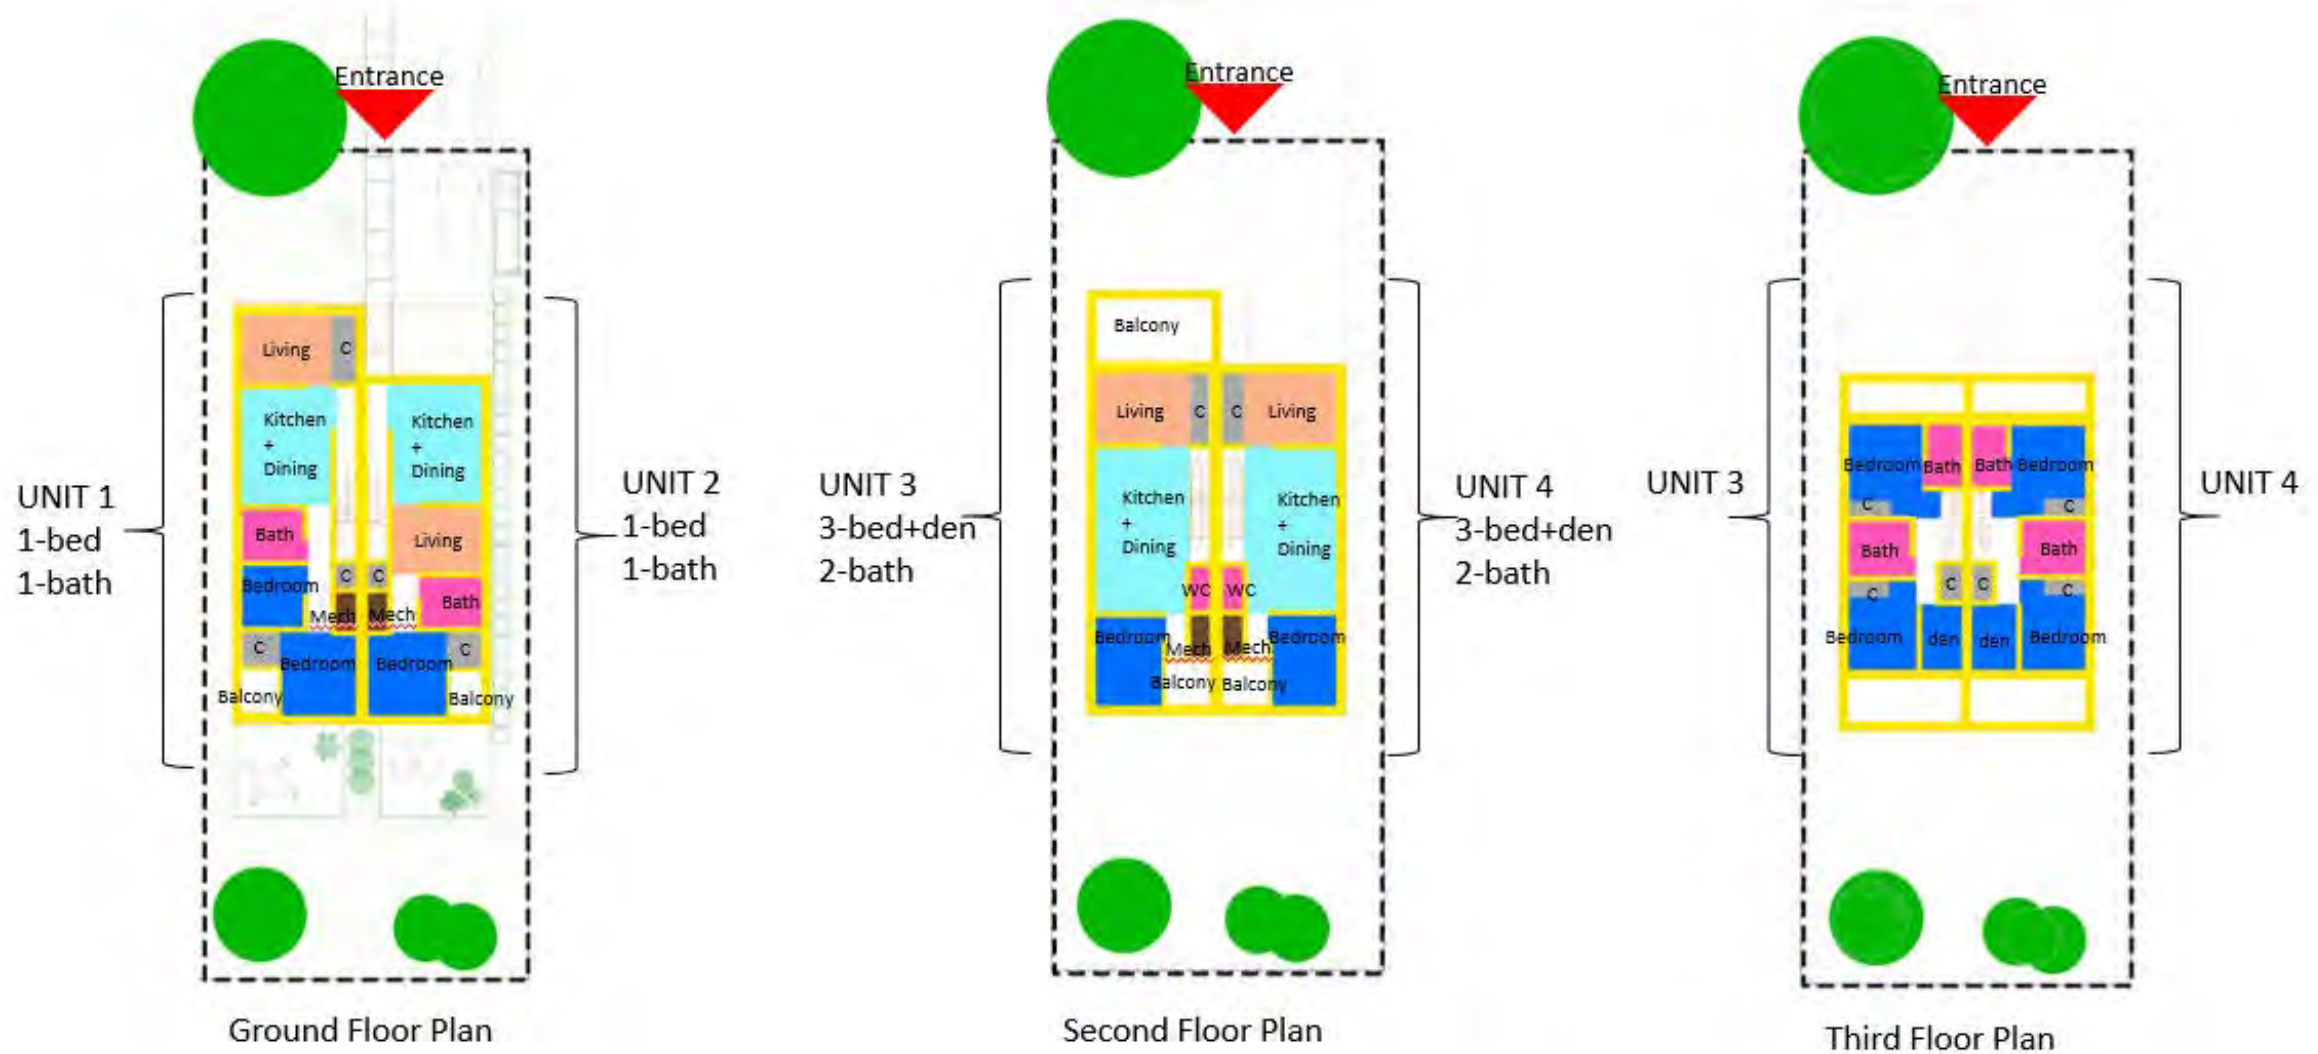 Entrance
Living
C
Kitchen
+
Dining
Kitchen
+
Dining
Bath
Living
Bedroom
C
C
Bath
Mech
Mech
C
Bedroom
Bedroom
C
Balcony
Balcony
UNIT 1
1-bed
1-bath
UNIT 2
1-bed
1-bath
Ground Floor Plan
Entrance
Balcony
Living
C
C
Living
Kitchen
+
Dining
Kitchen
+
Dining
WC
WC
Bedroom
Mech
Mech
Bedroom
Balcony
Balcony
UNIT 3
3-bed+den
2-bath
UNIT 4
3-bed+den
2-bath
Second Floor Plan
Entrance
Bedroom
Bath
Bath
Bedroom
C
C
Bath
Bath
C
C
C
C
Bedroom
den
den
Bedroom
UNIT 3
UNIT 4
Third Floor Plan